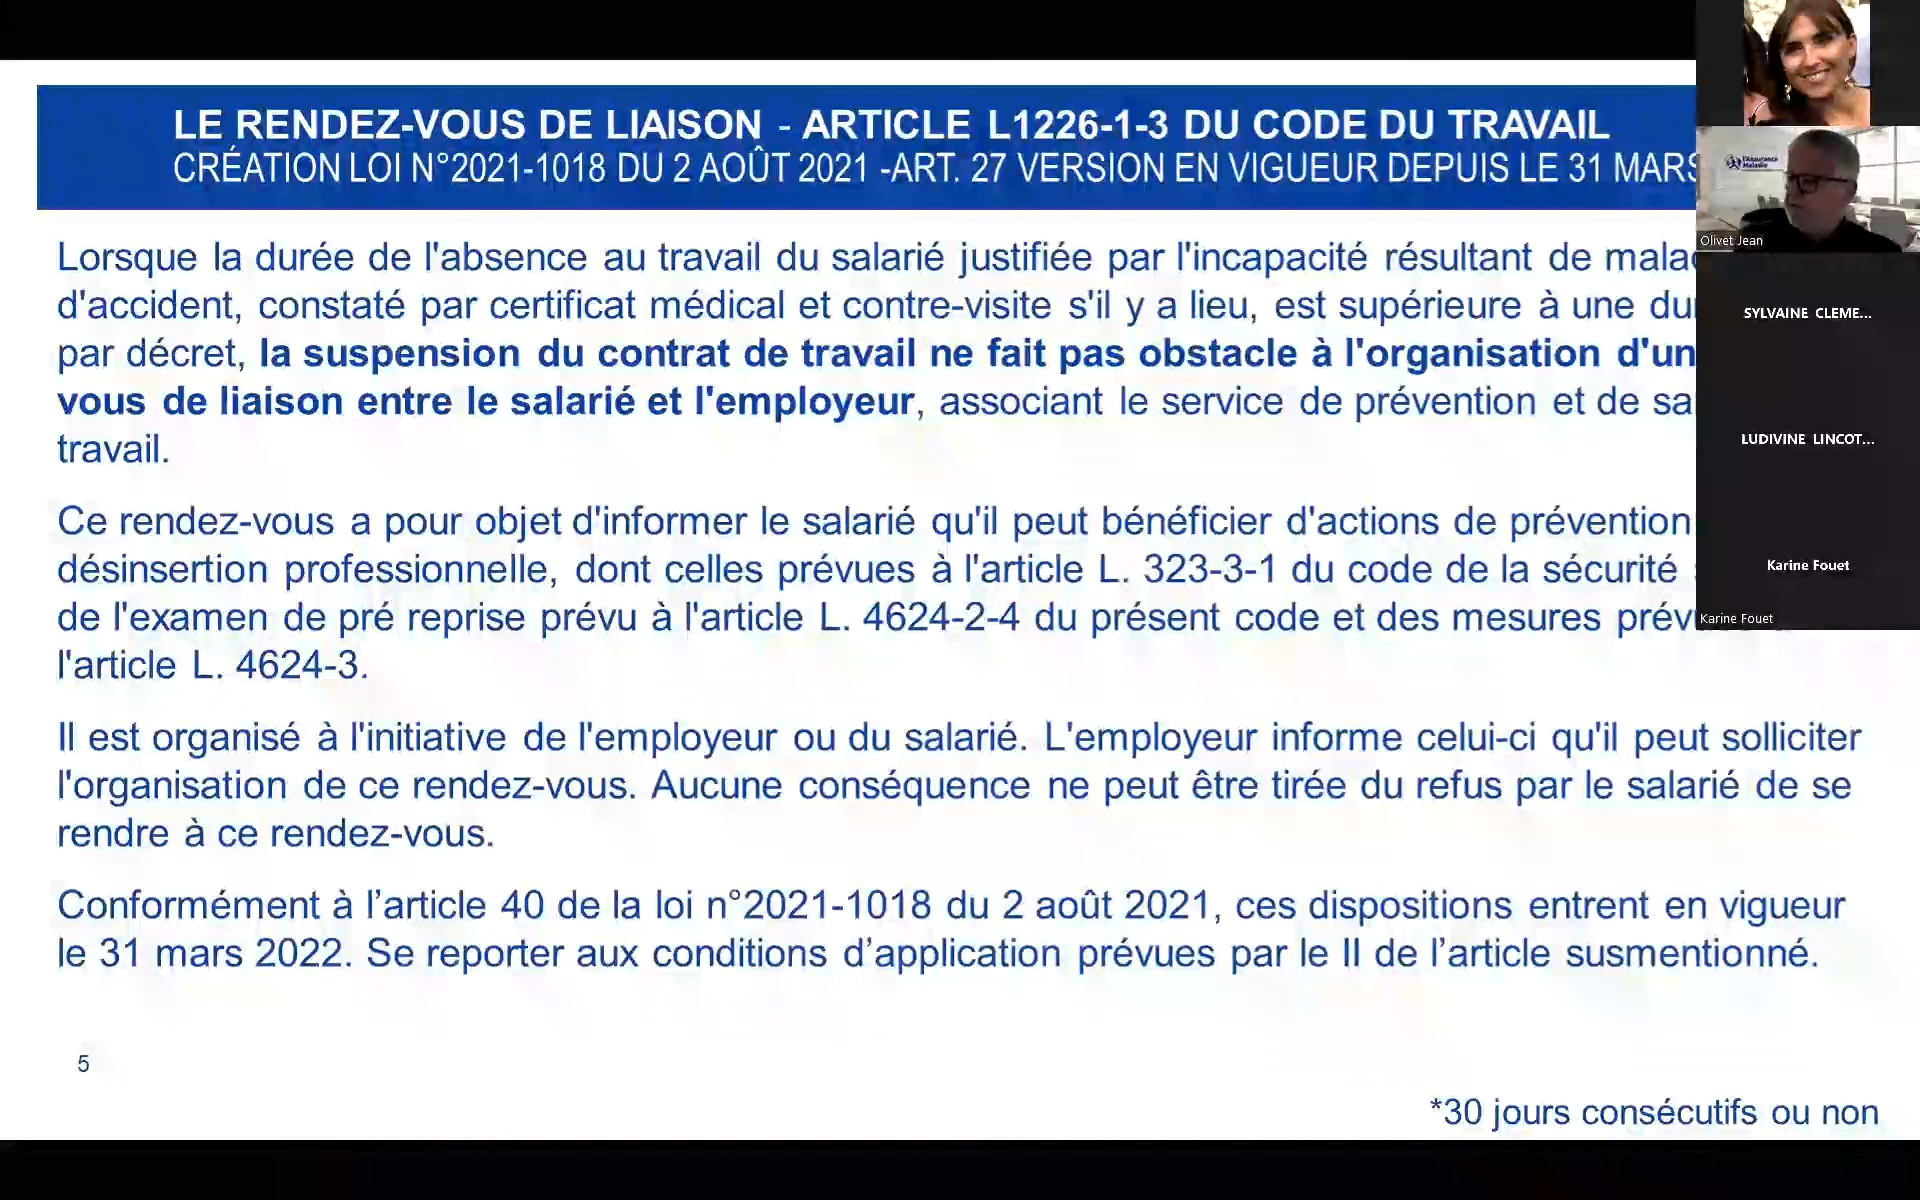 LE RENDEZ-VOUS DE LIAISON - ARTICLE L1226-1-3 DU CODE DU TRAVAIL
CRÉATION LOI N°2021-1018 DU 2 AOÛT 2021 -ART. 27 VERSION EN VIGUEUR DEPUIS LE 31 MARS
Lorsque la durée de l'absence au travail du salarié justifiée par l'incapacité résultant de
d'accident, constaté par certificat médical et contre-visite s'il y a lieu, est supérieure à une
par décret, la suspension du contrat de travail ne fait pas obstacle à l'organisation d'un
vous de liaison entre le salarié et l'employeur, associant le service de prévention et de
travail.
Ce rendez-vous a pour objet d'informer le salarié qu'il peut bénéficier d'actions de prévention
désinsertion professionnelle, dont celles prévues à l'article L. 323-3-1 du code de la sécurité
de l'examen de pré reprise prévu à l'article L. 4624-2-4 du présent code et des mesures
l'article L. 4624-3.
Il est organisé à l'initiative de l'employeur ou du salarié. L'employeur informe celui-ci qu'il peut solliciter
l'organisation de ce rendez-vous. Aucune conséquence ne peut être tirée du refus par le salarié de se
rendre à ce rendez-vous.
Conformément à l’article 40 de la loi n°2021-1018 du 2 août 2021, ces dispositions entrent en vigueur
le 31 mars 2022. Se reporter aux conditions d’application prévues par le II de l’article susmentionné.
5
*30 jours consécutifs ou non
l'Assurance
Maladie
Olivet Jean
SYLVAINE CLEME...
LUDIVINE LINCOT...
Karine Fouet
Karine Fouet